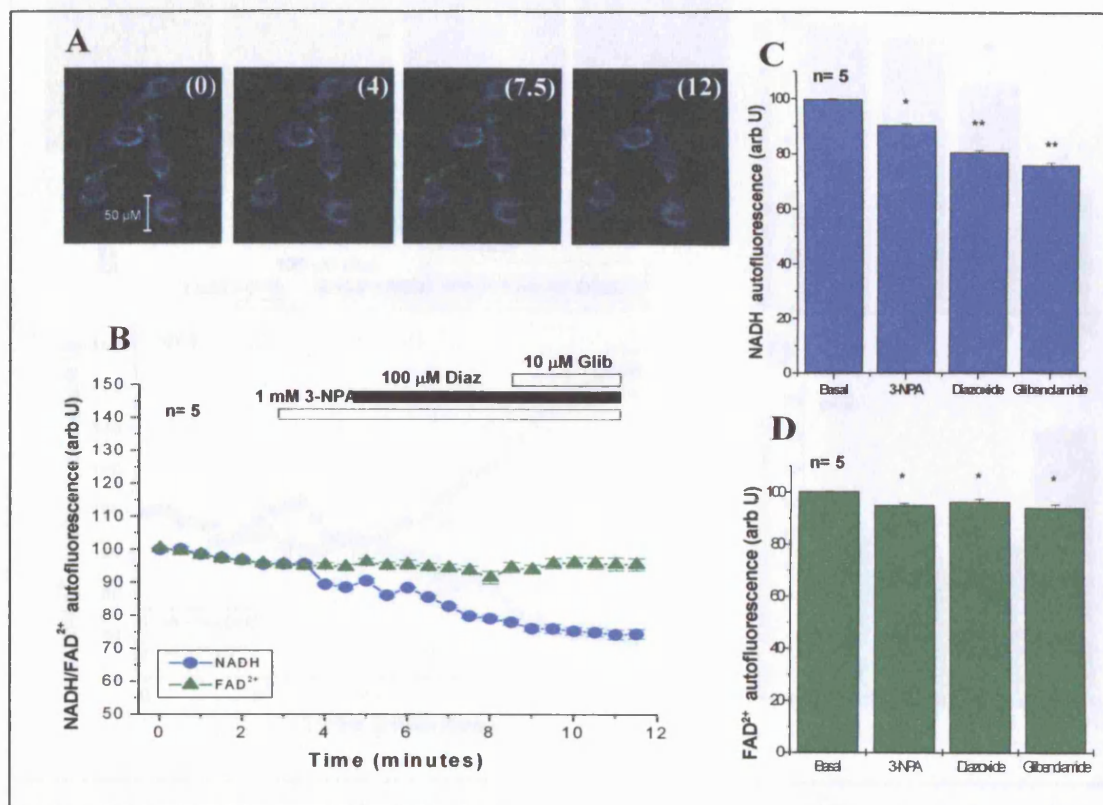 A
(0)
(4)
(7.5)
(12)
50 µM
B
10 µM Glib
100 µM Diaz
1 mM 3-NPA
n= 5
NADH/FAD²⁺ autofluorescence (arb U)
150
140
130
120
110
100
90
80
70
60
50
NADH
FAD²⁺
0
2
4
6
8
10
12
Time (minutes)
C
n= 5
NADH autofluorescence (arb U)
100
80
60
40
20
0
*
**
**
Basal
3-NPA
Diazoxide
Glibenclamide
D
n= 5
FAD²⁺ autofluorescence (arb U)
100
80
60
40
20
0
*
*
*
Basal
3-NPA
Diazoxide
Glibenclamide